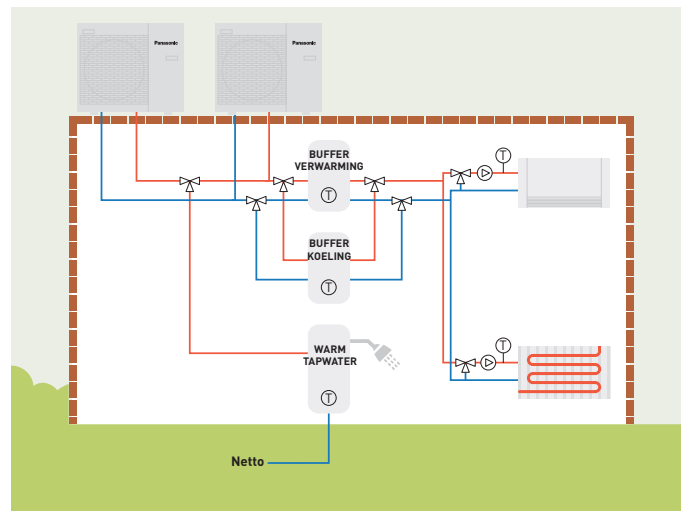 Panasonic
Panasonic
BUFFER
VERWARMING
T
T
BUFFER
KOELING
T
WARM
TAPWATER
T
T
Netto